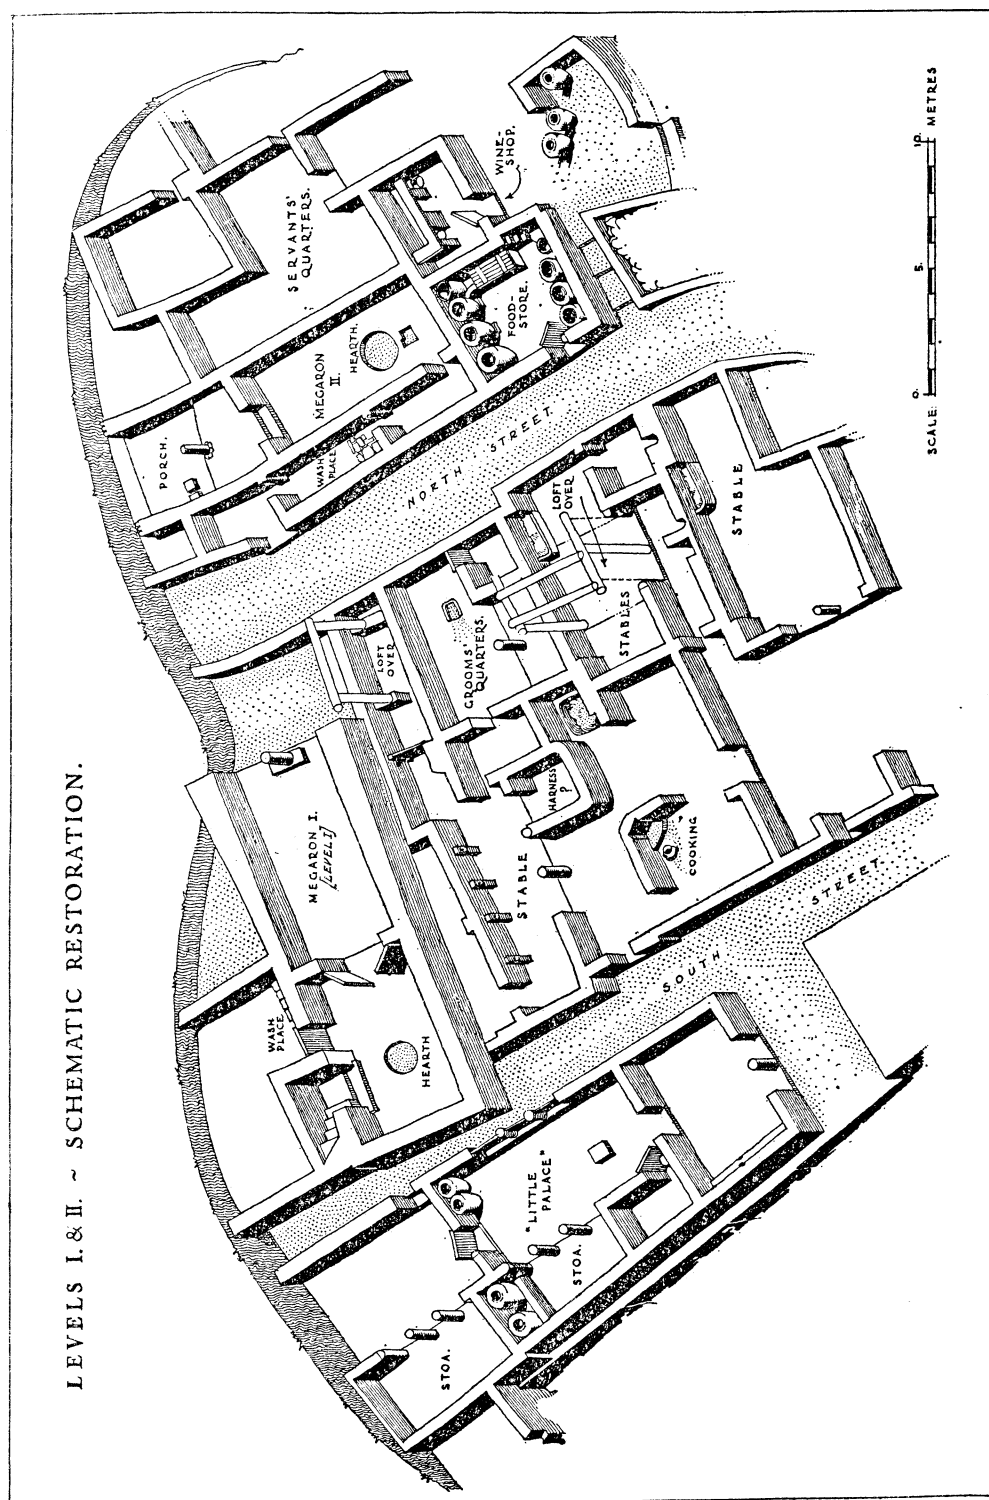 LEVELS I. & II. ~ SCHEMATIC RESTORATION.
STOA.
STOA.
"LITTLE
PALACE"
WASH
PLACE.
HEARTH
MEGARON I.
[LEVEL I]
SOUTH STREET
STABLE
HARNESS
?
COOKING
LOFT
OVER
GROOMS'
QUARTERS.
STABLES
LOFT
OVER
STABLE
NORTH STREET
PORCH.
WASH
PLACE
MEGARON
II.
HEARTH.
SERVANTS'
QUARTERS.
FOOD-
STORE.
WINE-
SHOP.
SCALE: 0. 5. 10. METRES